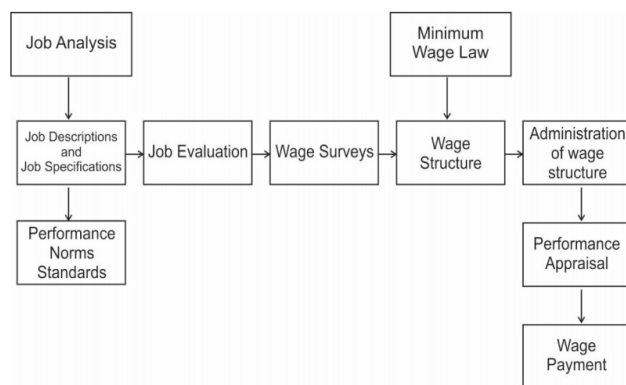 Job Analysis
Minimum
Wage Law
Job Descriptions
and
Job Specifications
Job Evaluation
Wage Surveys
Wage
Structure
Administration
of wage
structure
Performance
Norms
Standards
Performance
Appraisal
Wage
Payment